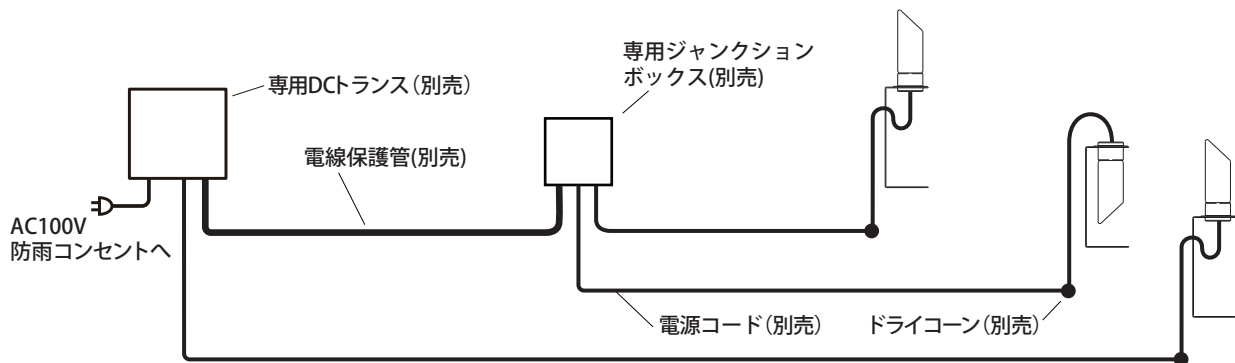 専用ジャンクション
ボックス(別売)
専用DCトランス（別売）
電線保護管(別売)
AC100V
防雨コンセントへ
電源コード（別売）
ドライコーン（別売）